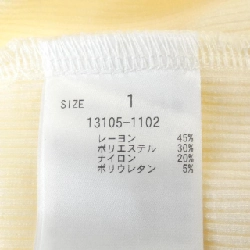 SIZE 1
13105-1102
レーヨン 45%
ポリエステル 30%
ナイロン 20%
ポリウレタン 5%